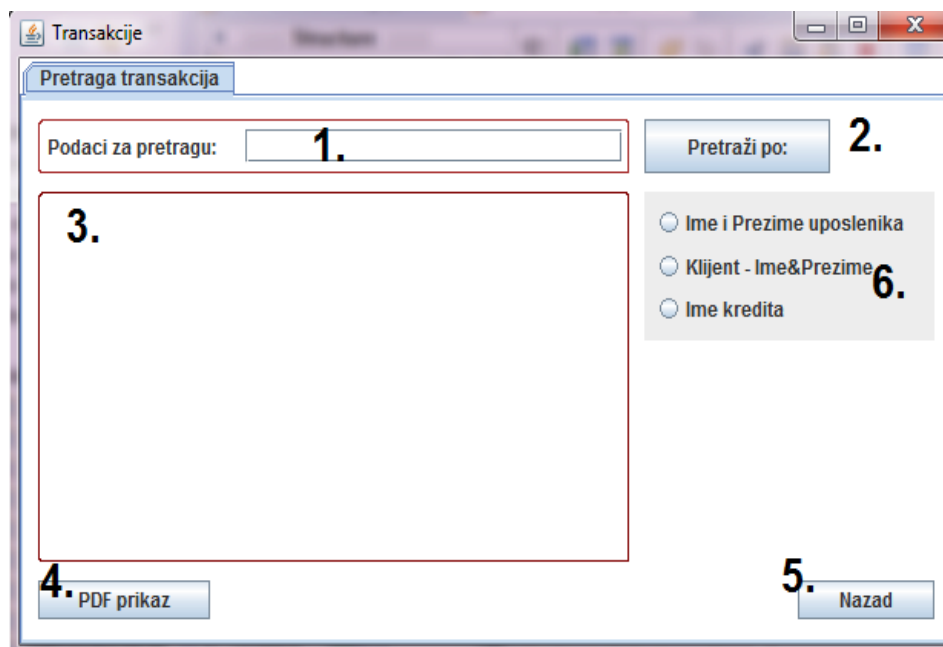 Transakcije
Pretraga transakcija
Podaci za pretragu: 1.
Pretraži po: 2.
3.
Ime i Prezime uposlenika
Klijent - Ime&Prezime
6.
Ime kredita
4. PDF prikaz
5. Nazad